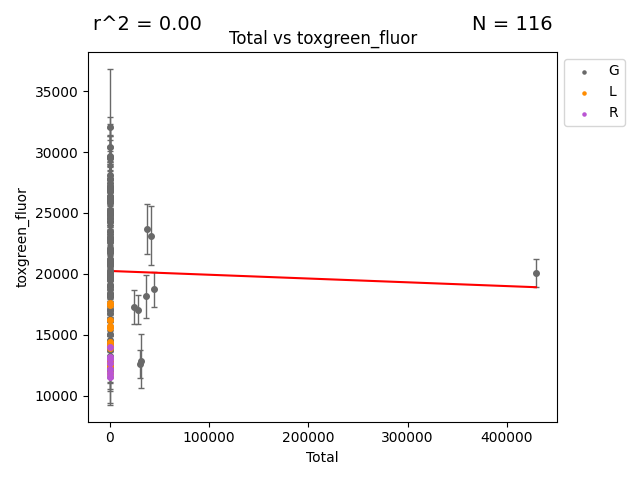 r^2 = 0.00
N = 116
Total vs toxgreen_fluor
G
L
R
35000
30000
25000
20000
15000
10000
toxgreen_fluor
0
100000
200000
300000
400000
Total